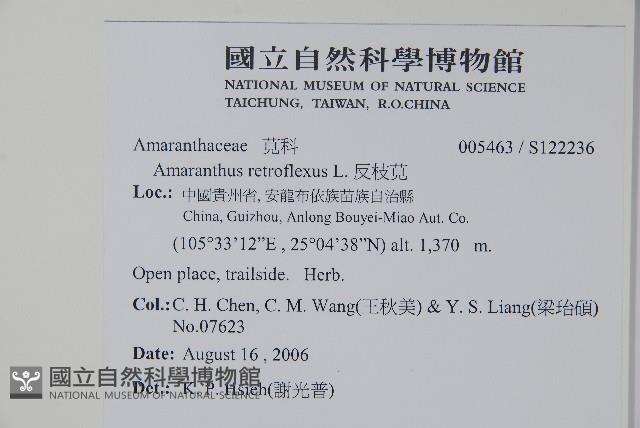 國立自然科學博物館
NATIONAL MUSEUM OF NATURAL SCIENCE
TAICHUNG, TAIWAN, R.O.CHINA
Amaranthaceae 莧科 005463 / S122236
Amaranthus retroflexus L. 反枝莧
Loc.: 中國貴州省, 安龍布依族苗族自治縣
China, Guizhou, Anlong Bouyei-Miao Aut. Co.
(105°33'12”E , 25°04'38”N) alt. 1,370 m.
Open place, trailside. Herb.
Col.: C. H. Chen, C. M. Wang(王秋美) & Y. S. Liang(梁珆碩)
No.07623
Date: August 16 , 2006
Det.: K. P. Hsieh(謝光普)
國立自然科學博物館
NATIONAL MUSEUM OF NATURAL SCIENCE